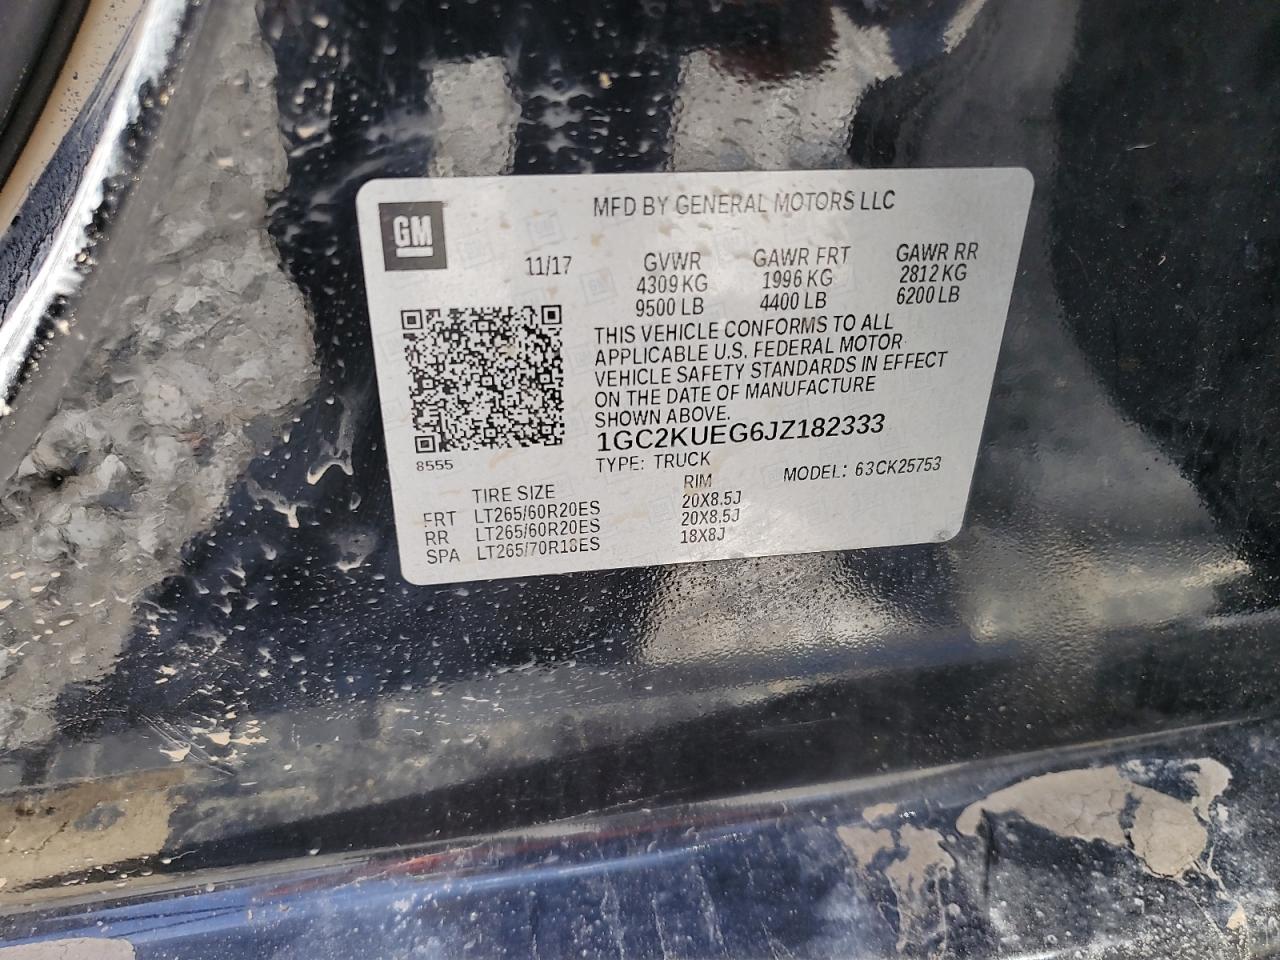 MFD BY GENERAL MOTORS LLC
GM
11/17 GVWR GAWR FRT GAWR RR
4309 KG 1996 KG 2812 KG
9500 LB 4400 LB 6200 LB
THIS VEHICLE CONFORMS TO ALL
APPLICABLE U.S. FEDERAL MOTOR
VEHICLE SAFETY STANDARDS IN EFFECT
ON THE DATE OF MANUFACTURE
SHOWN ABOVE.
1GC2KUEG6JZ182333
8555 TYPE: TRUCK MODEL: 63CK25753
TIRE SIZE RIM
FRT LT265/60R20ES 20X8.5J
RR LT265/60R20ES 20X8.5J
SPA LT265/70R18ES 18X8J